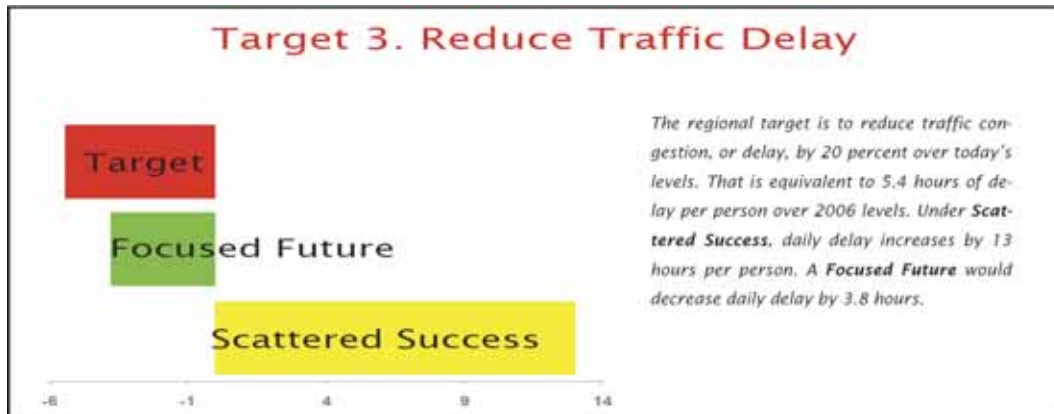 Target 3. Reduce Traffic Delay
Target
Focused Future
Scattered Success
-6 -1 4 9 14
The regional target is to reduce traffic con-
gestion, or delay, by 20 percent over today's
levels. That is equivalent to 5.4 hours of de-
lay per person over 2006 levels. Under Scat-
tered Success, daily delay increases by 13
hours per person. A Focused Future would
decrease daily delay by 3.8 hours.